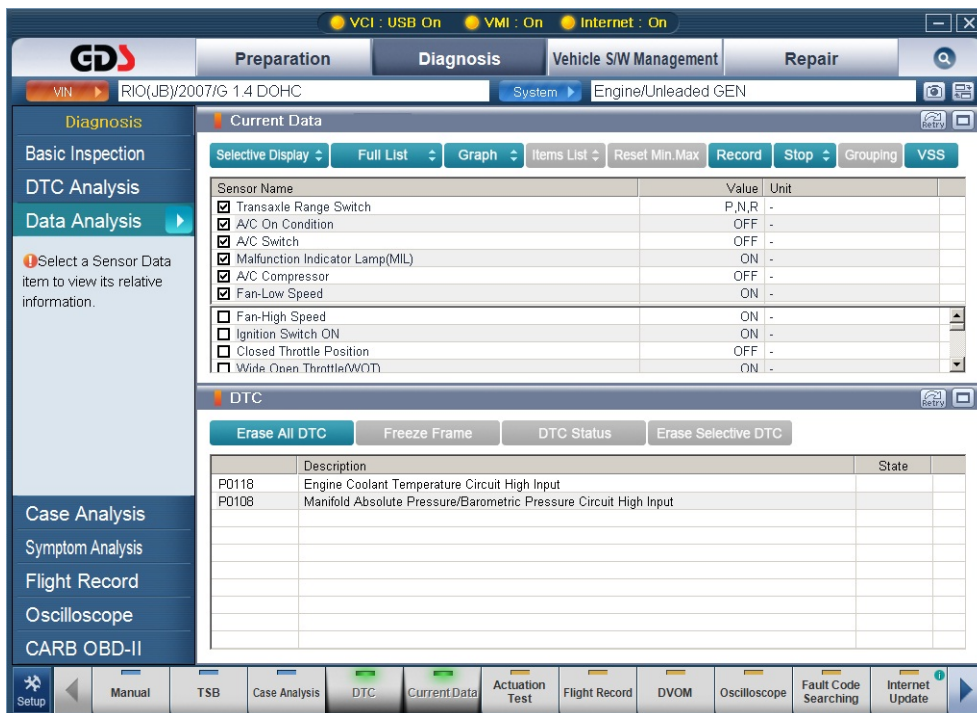 VCI : USB On VMI : On Internet : On
GDS Preparation Diagnosis Vehicle S/W Management Repair
VIN RIO(JB)/2007/G 1.4 DOHC System Engine/Unleaded GEN
Diagnosis
Basic Inspection
DTC Analysis
Data Analysis
Select a Sensor Data
item to view its relative
information.
Case Analysis
Symptom Analysis
Flight Record
Oscilloscope
CARB OBD-II
Current Data Retry
Selective Display Full List Graph Items List Reset Min.Max Record Stop Grouping VSS
Sensor Name Value Unit
Transaxle Range Switch P,N,R -
A/C On Condition OFF -
A/C Switch OFF -
Malfunction Indicator Lamp(MIL) ON -
A/C Compressor OFF -
Fan-Low Speed ON -
Fan-High Speed ON -
Ignition Switch ON ON -
Closed Throttle Position OFF -
Wide Open Throttle(WOT) ON -
DTC Retry
Erase All DTC Freeze Frame DTC Status Erase Selective DTC
Description State
P0118 Engine Coolant Temperature Circuit High Input
P0108 Manifold Absolute Pressure/Barometric Pressure Circuit High Input
Setup Manual TSB Case Analysis DTC Current Data Actuation Test Flight Record DVOM Oscilloscope Fault Code Searching Internet Update